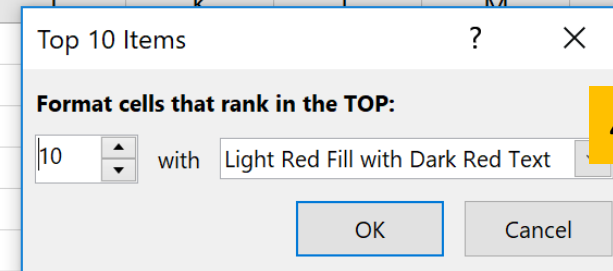 Top 10 Items ? ×
Format cells that rank in the TOP:
10 with Light Red Fill with Dark Red Text
OK Cancel